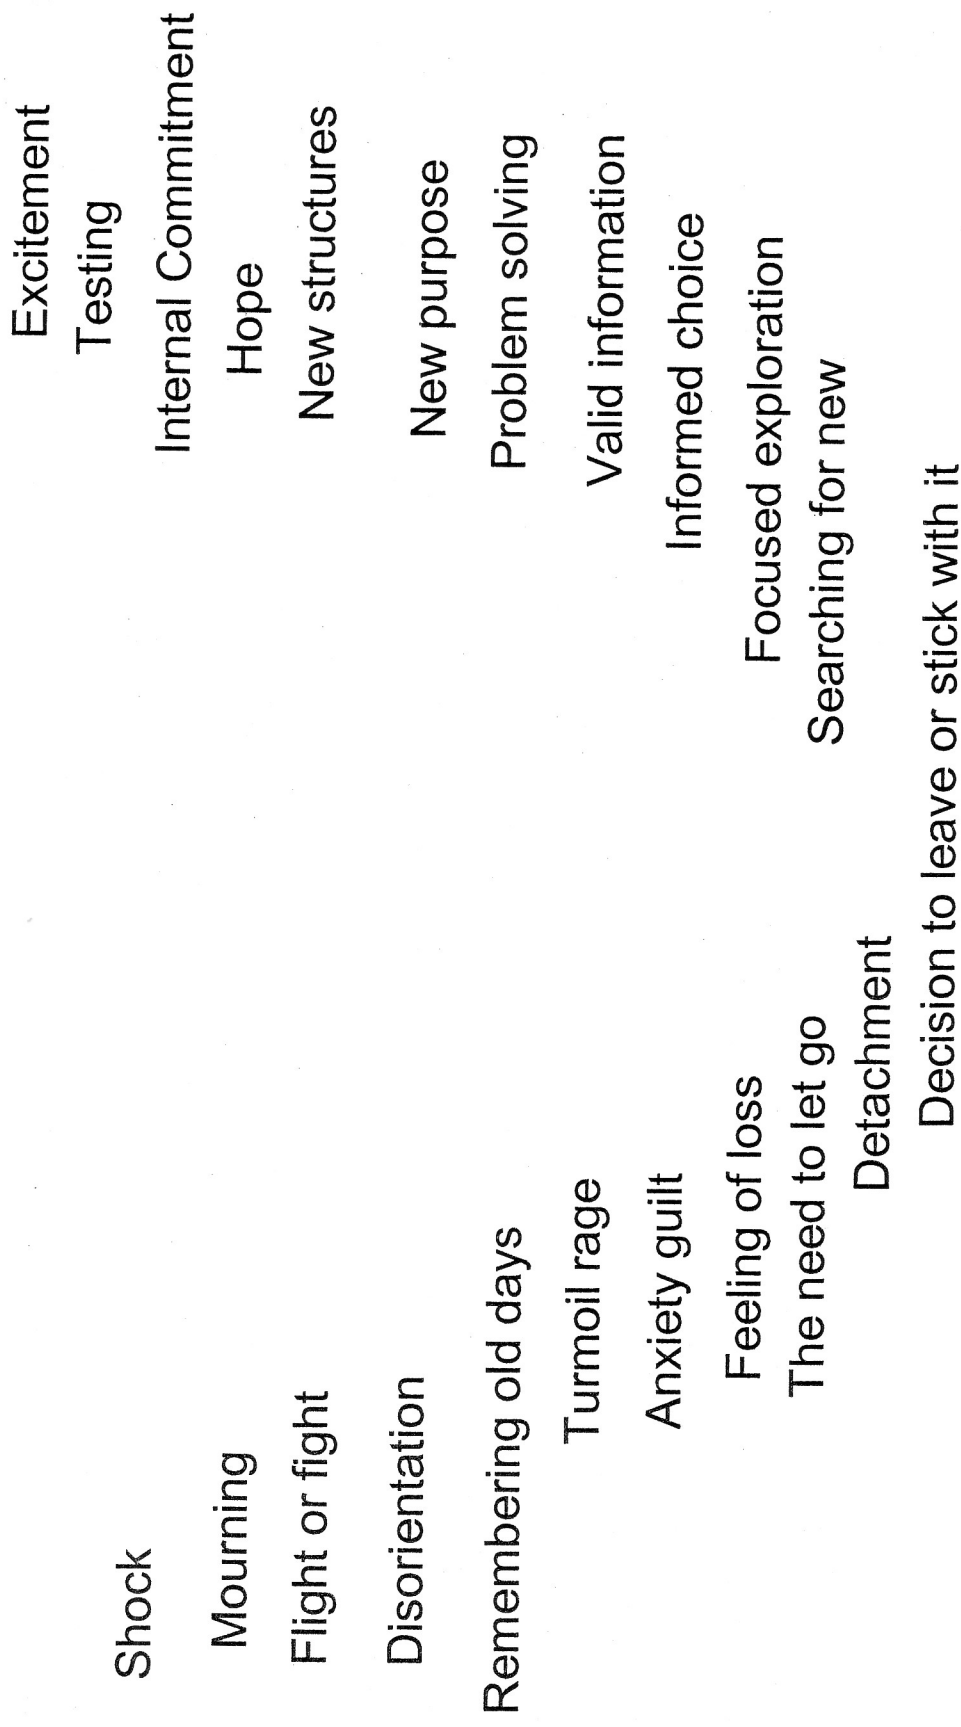 Shock
Mourning
Flight or fight
Disorientation
Remembering old days
Turmoil rage
Anxiety guilt
Feeling of loss
The need to let go
Detachment
Decision to leave or stick with it
Searching for new
Focused exploration
Informed choice
Valid information
Problem solving
New purpose
New structures
Hope
Internal Commitment
Testing
Excitement